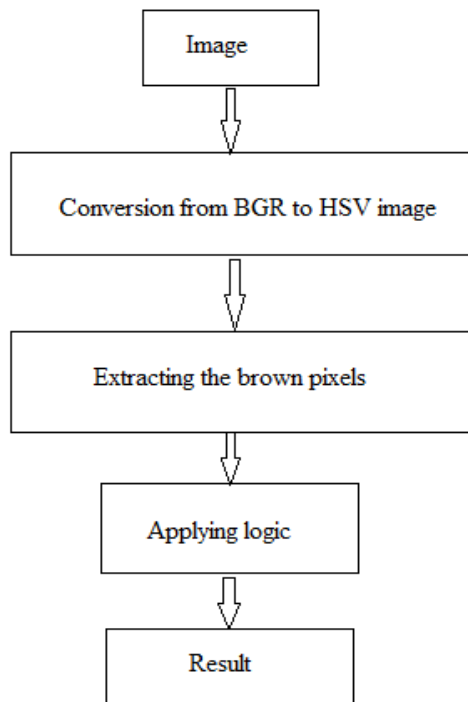 Image
Conversion from BGR to HSV image
Extracting the brown pixels
Applying logic
Result